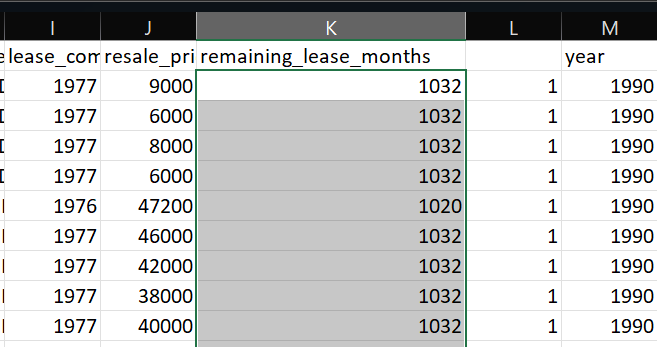 I J K L M
lease_com resale_pri remaining_lease_months year
1977 9000 1032 1 1990
1977 6000 1032 1 1990
1977 8000 1032 1 1990
1977 6000 1032 1 1990
1976 47200 1020 1 1990
1977 46000 1032 1 1990
1977 42000 1032 1 1990
1977 38000 1032 1 1990
1977 40000 1032 1 1990